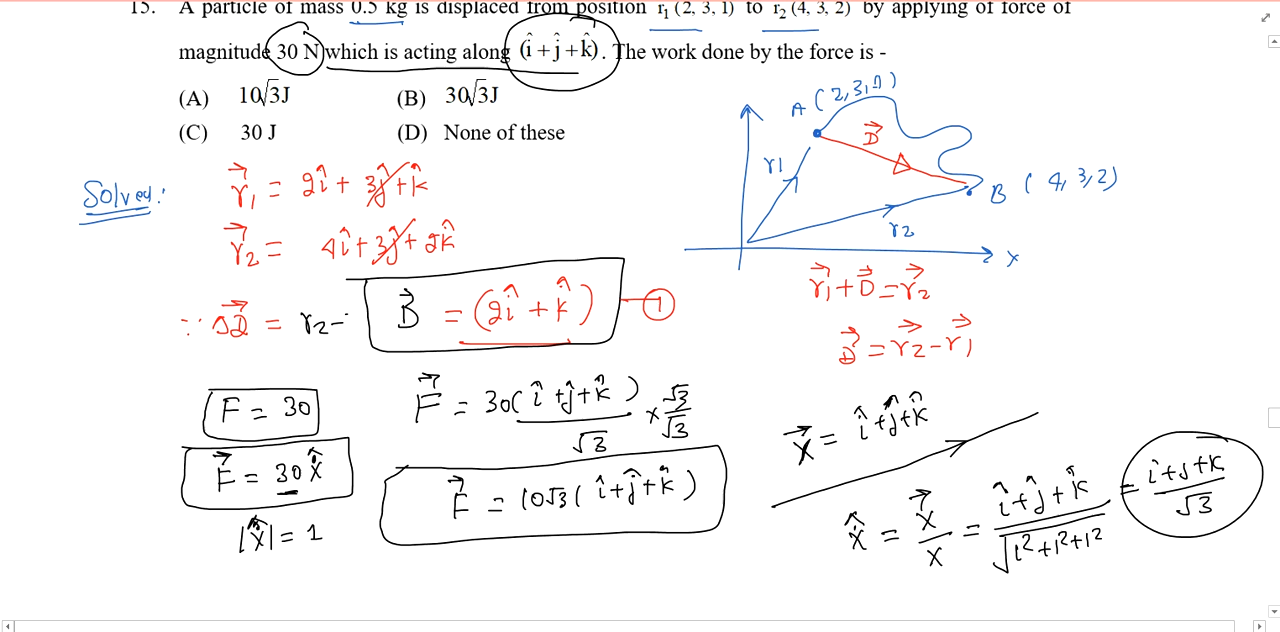 15. A particle of mass 0.5 kg is displaced from position r₁ (2, 3, 1) to r₂ (4, 3, 2) by applying of force of
magnitude 30 N which is acting along (î + ĵ + k̂). The work done by the force is -
(A) 10√3J (B) 30√3J
(C) 30 J (D) None of these
Solved:
r⃗₁ = 2î + 3ĵ + k̂
r⃗₂ = 4î + 3ĵ + 2k̂
∵ ΔD⃗ = r₂ -
B⃗ = (2î + k̂) ①
A (2,3,1)
D⃗
r1
B (4, 3, 2)
r2
x
r⃗₁ + D⃗ = r⃗₂
D⃗ = r⃗₂ - r⃗₁
F = 30
F⃗ = 30 x̂
|x̂| = 1
F⃗ = 30(î + ĵ + k̂)/√3 × √3/√3
F⃗ = 10√3 (î + ĵ + k̂)
x⃗ = î + ĵ + k̂
x̂ = x⃗/x = (î + ĵ + k̂)/√(1² + 1² + 1²) = (i + j + k)/√3